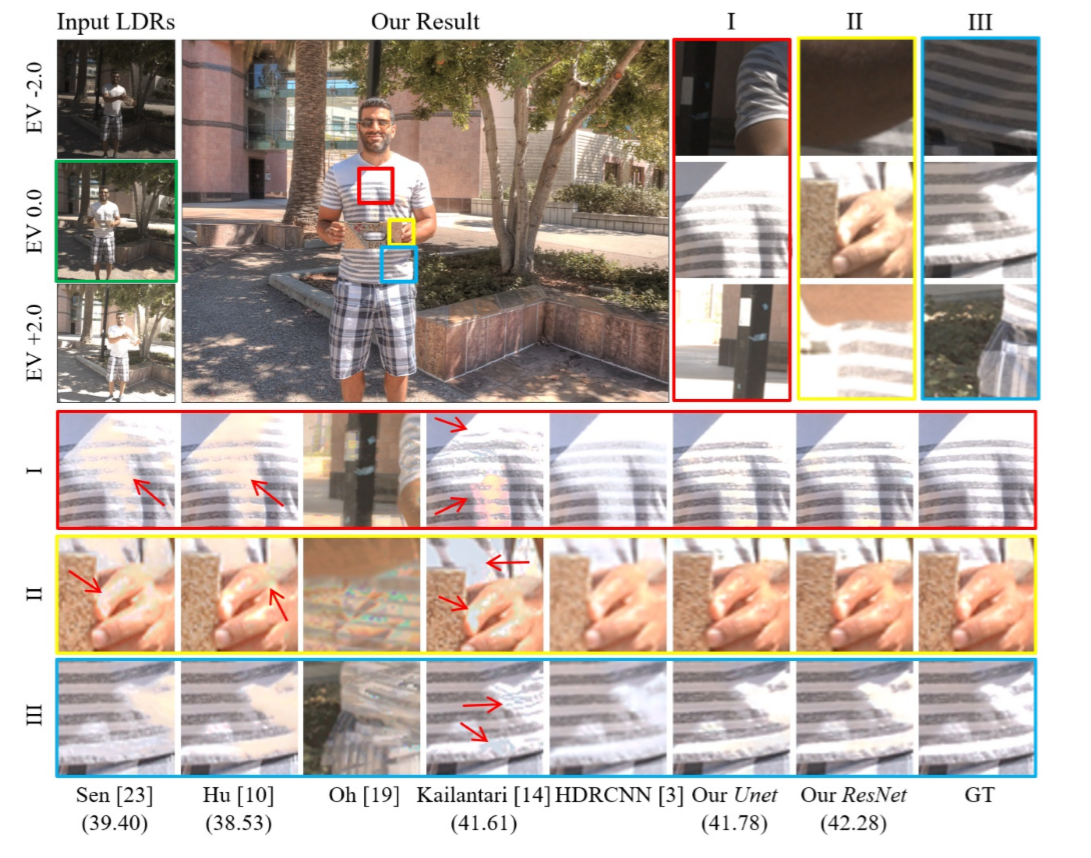 Input LDRs Our Result I II III
EV -2.0
EV 0.0
EV +2.0
I
II
III
Sen [23] Hu [10] Oh [19] Kailantari [14] HDRCNN [3] Our Unet Our ResNet GT
(39.40) (38.53) (41.61) (41.78) (42.28)